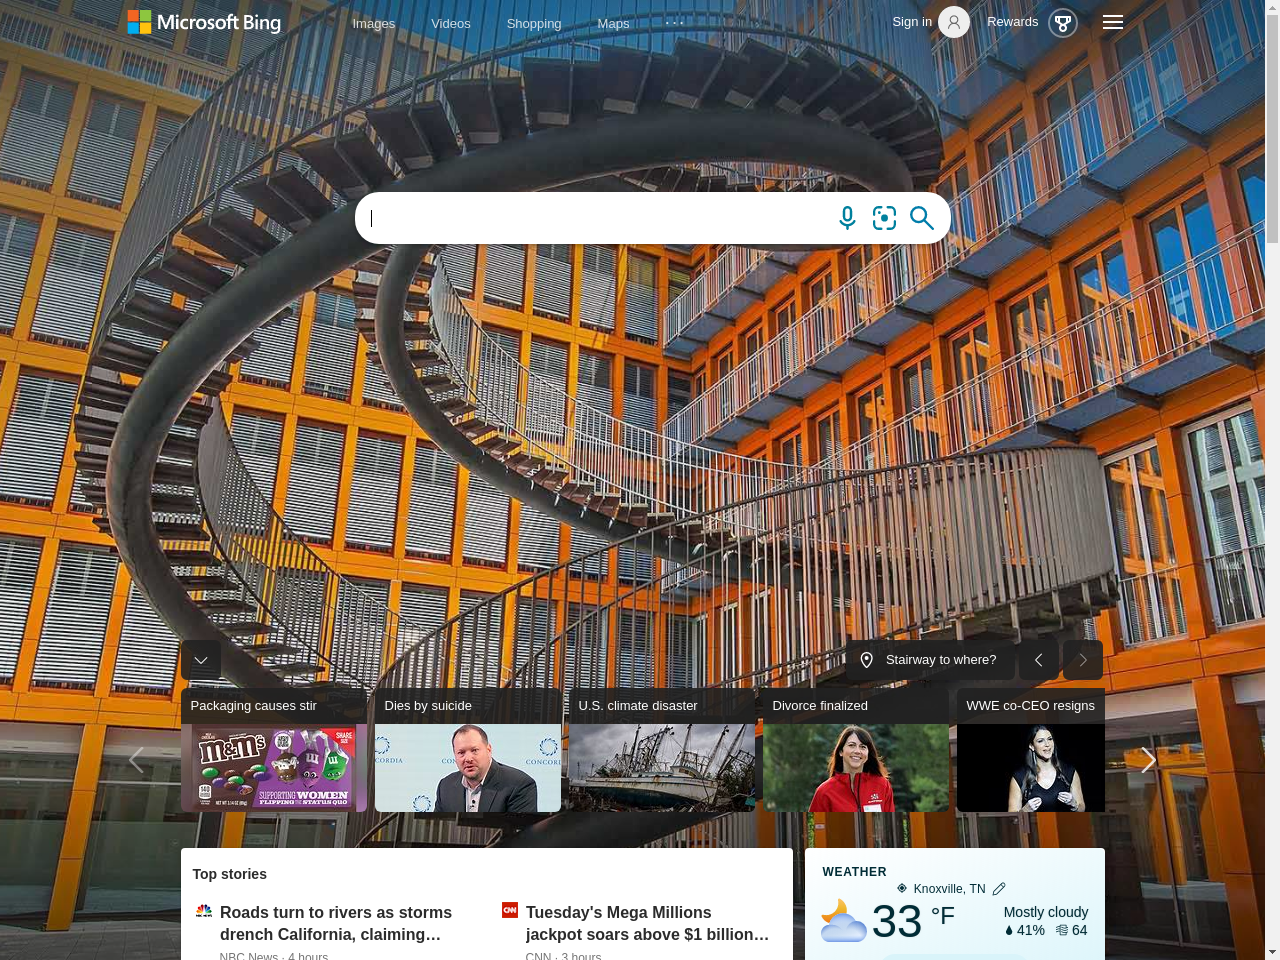 Microsoft Bing
Images
Videos
Shopping
Maps
Sign in
Rewards
Stairway to where?
Packaging causes stir
Dies by suicide
U.S. climate disaster
Divorce finalized
WWE co-CEO resigns
m&m's
SHARE SIZE
SUPPORTING WOMEN
FLIPPING THE STATUS QUO
CONCORDIA
Top stories
Roads turn to rivers as storms
drench California, claiming…
NBC News · 4 hours
CNN
Tuesday's Mega Millions
jackpot soars above $1 billion…
CNN · 3 hours
WEATHER
Knoxville, TN
33 °F
Mostly cloudy
41% 64